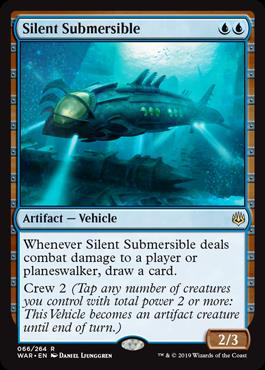 Silent Submersible
Artifact — Vehicle
Whenever Silent Submersible deals
combat damage to a player or
planeswalker, draw a card.
Crew 2 (Tap any number of creatures
you control with total power 2 or more:
This Vehicle becomes an artifact creature
until end of turn.)
2/3
066/264 R
WAR • EN Daniel Ljunggren
™ & © 2019 Wizards of the Coast